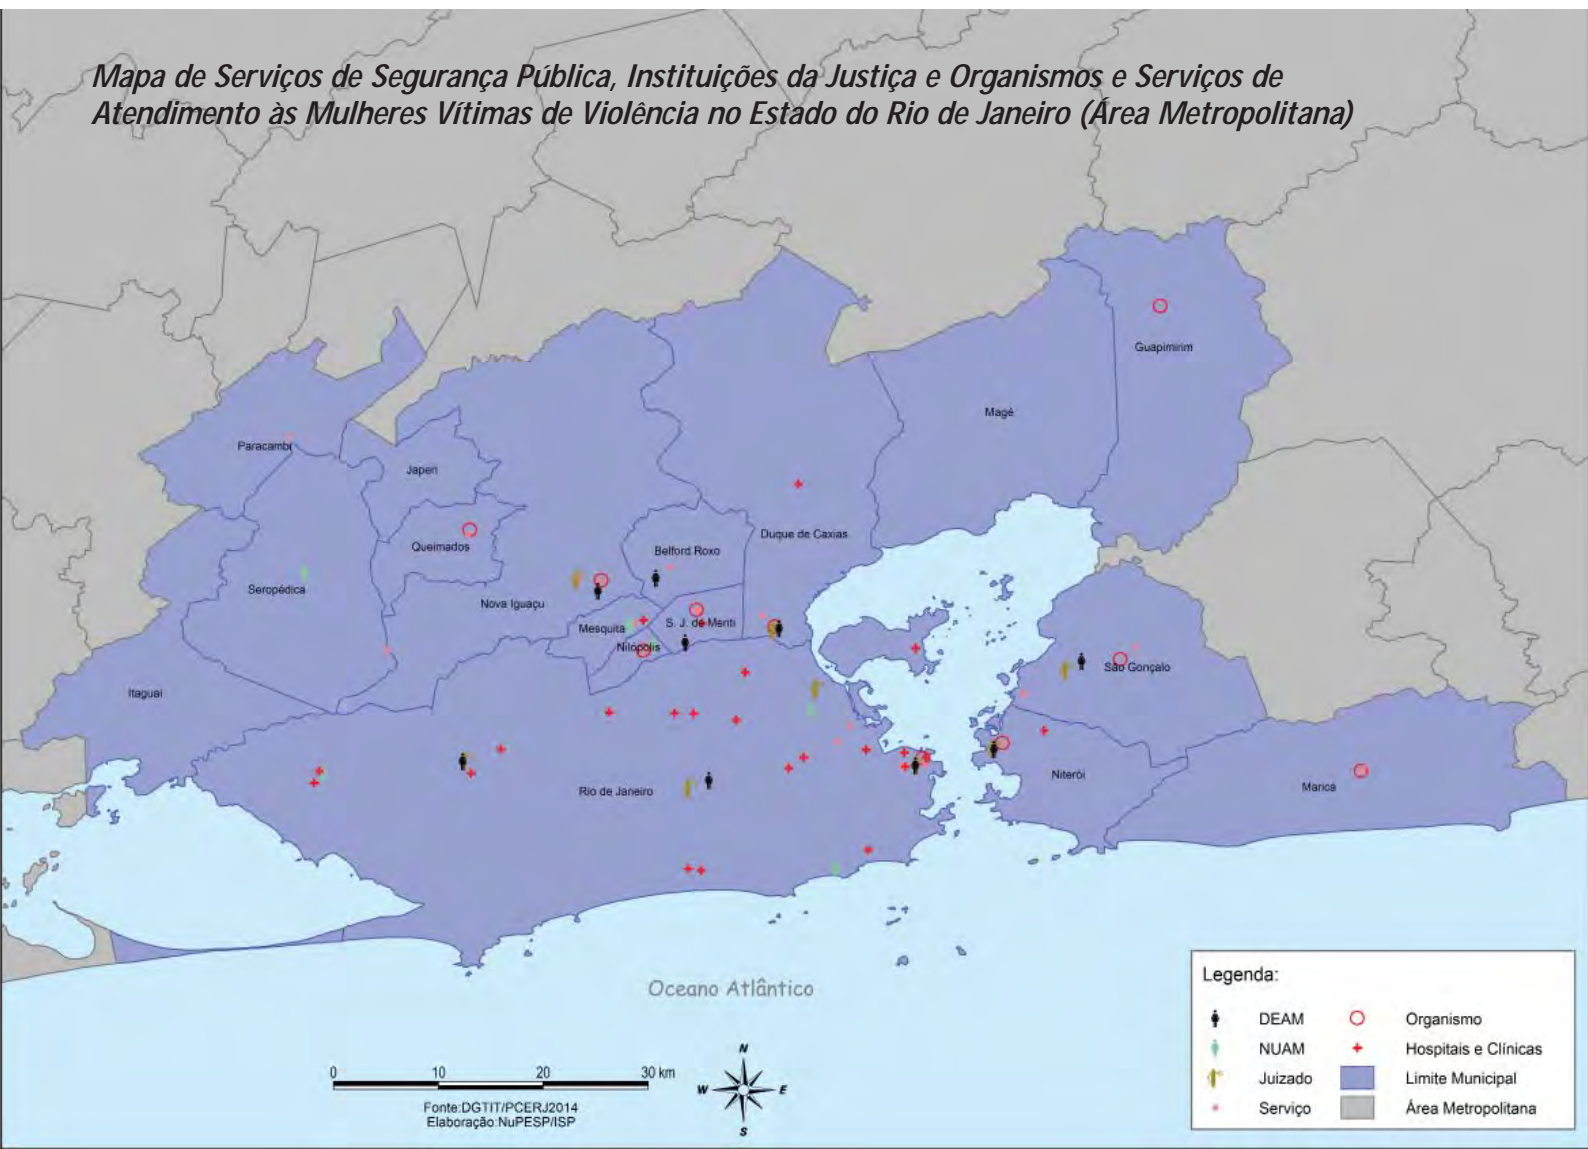 Mapa de Serviços de Segurança Pública, Instituições da Justiça e Organismos e Serviços de
Atendimento às Mulheres Vítimas de Violência no Estado do Rio de Janeiro (Área Metropolitana)
Guapimirim
Magé
Paracambi
Japeri
Queimados
Duque de Caxias
Belford Roxo
Seropédica
Nova Iguaçu
Mesquita
S. J. de Meriti
Nilópolis
São Gonçalo
Itaguaí
Niterói
Maricá
Rio de Janeiro
Oceano Atlântico
Legenda:
DEAM
Organismo
NUAM
Hospitais e Clínicas
Juizado
Limite Municipal
Serviço
Área Metropolitana
0 10 20 30 km
Fonte:DGTIT/PCERJ2014
Elaboração:NuPESP/ISP
N
W
E
S